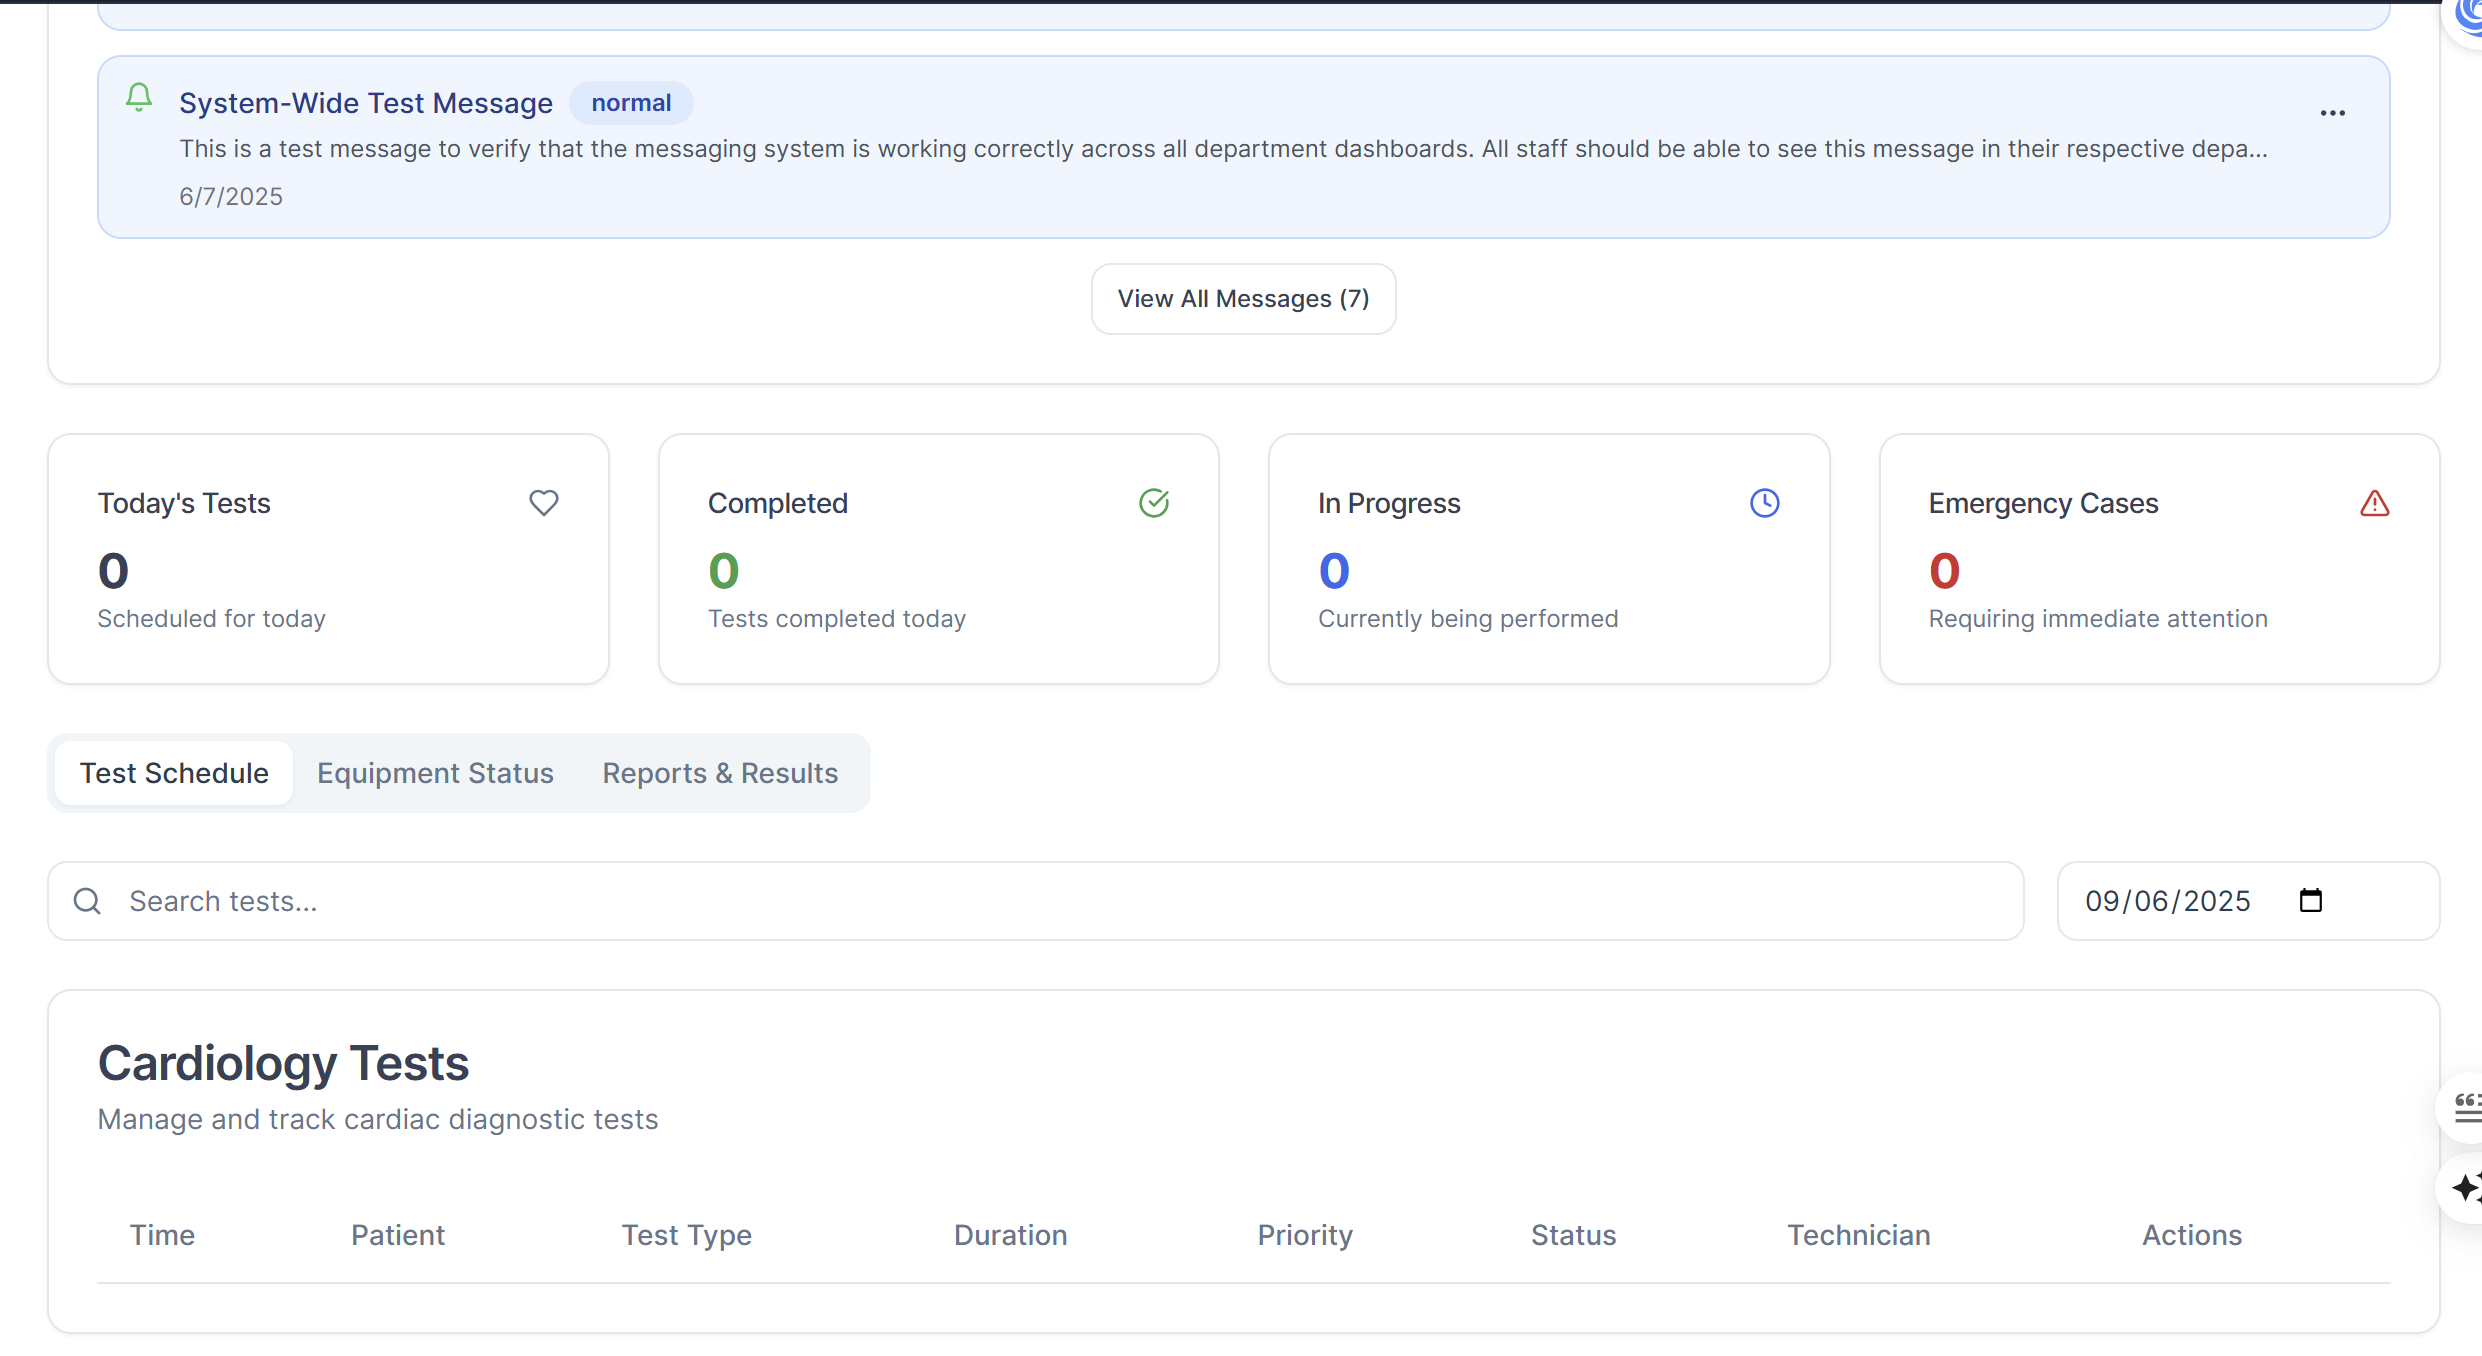 System-Wide Test Message normal
This is a test message to verify that the messaging system is working correctly across all department dashboards. All staff should be able to see this message in their respective depa...
6/7/2025
View All Messages (7)
Today's Tests
0
Scheduled for today
Completed
0
Tests completed today
In Progress
0
Currently being performed
Emergency Cases
0
Requiring immediate attention
Test Schedule Equipment Status Reports & Results
Search tests...
09/06/2025
Cardiology Tests
Manage and track cardiac diagnostic tests
Time Patient Test Type Duration Priority Status Technician Actions